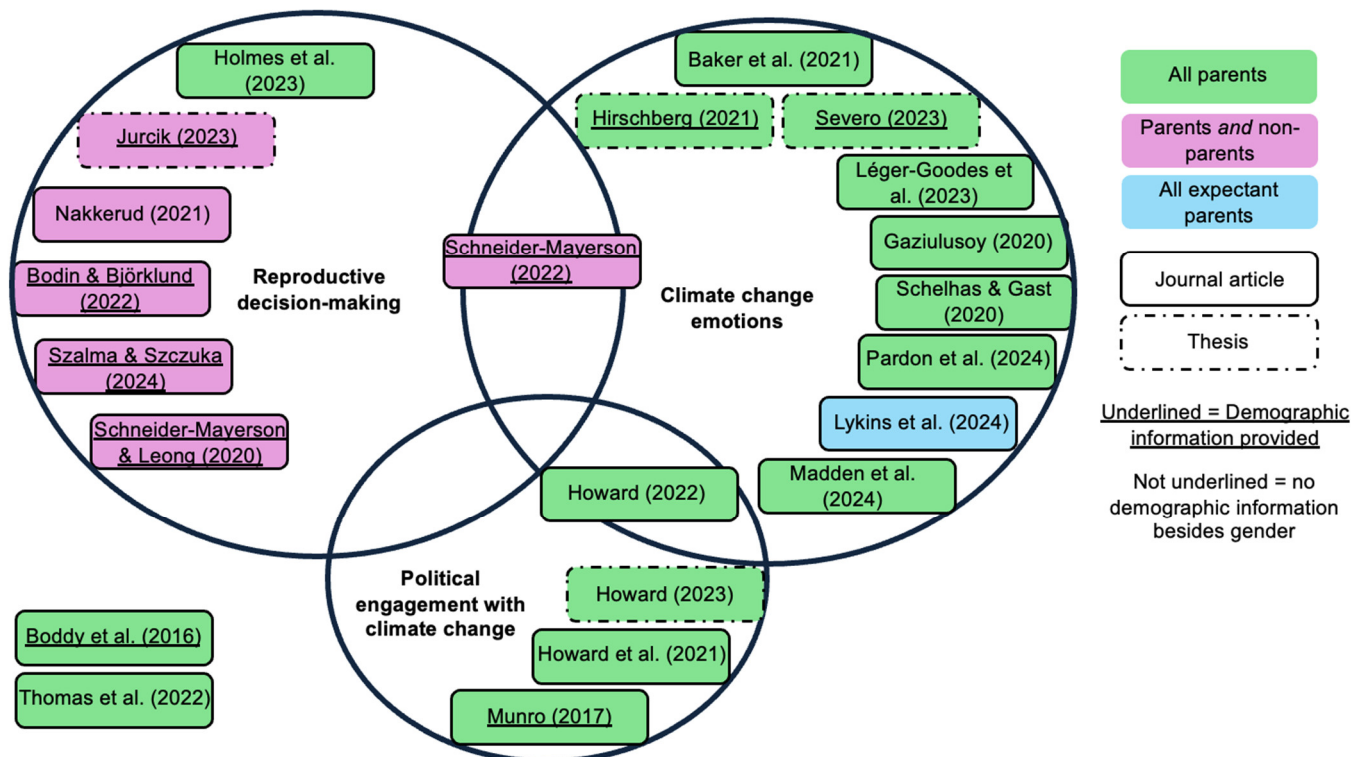 Holmes et al.
(2023)
Jurcik (2023)
Nakkerud (2021)
Bodin & Björklund
(2022)
Szalma & Szczuka
(2024)
Schneider-Mayerson
& Leong (2020)
Reproductive
decision-making
Schneider-Mayerson
(2022)
Baker et al. (2021)
Hirschberg (2021)
Severo (2023)
Léger-Goodes
et al. (2023)
Gaziulusoy (2020)
Schelhas & Gast
(2020)
Pardon et al. (2024)
Lykins et al. (2024)
Madden et al.
(2024)
Climate change
emotions
Howard (2022)
Political
engagement with
climate change
Howard (2023)
Howard et al. (2021)
Munro (2017)
Boddy et al. (2016)
Thomas et al. (2022)
All parents
Parents and non-
parents
All expectant
parents
Journal article
Thesis
Underlined = Demographic
information provided
Not underlined = no
demographic information
besides gender